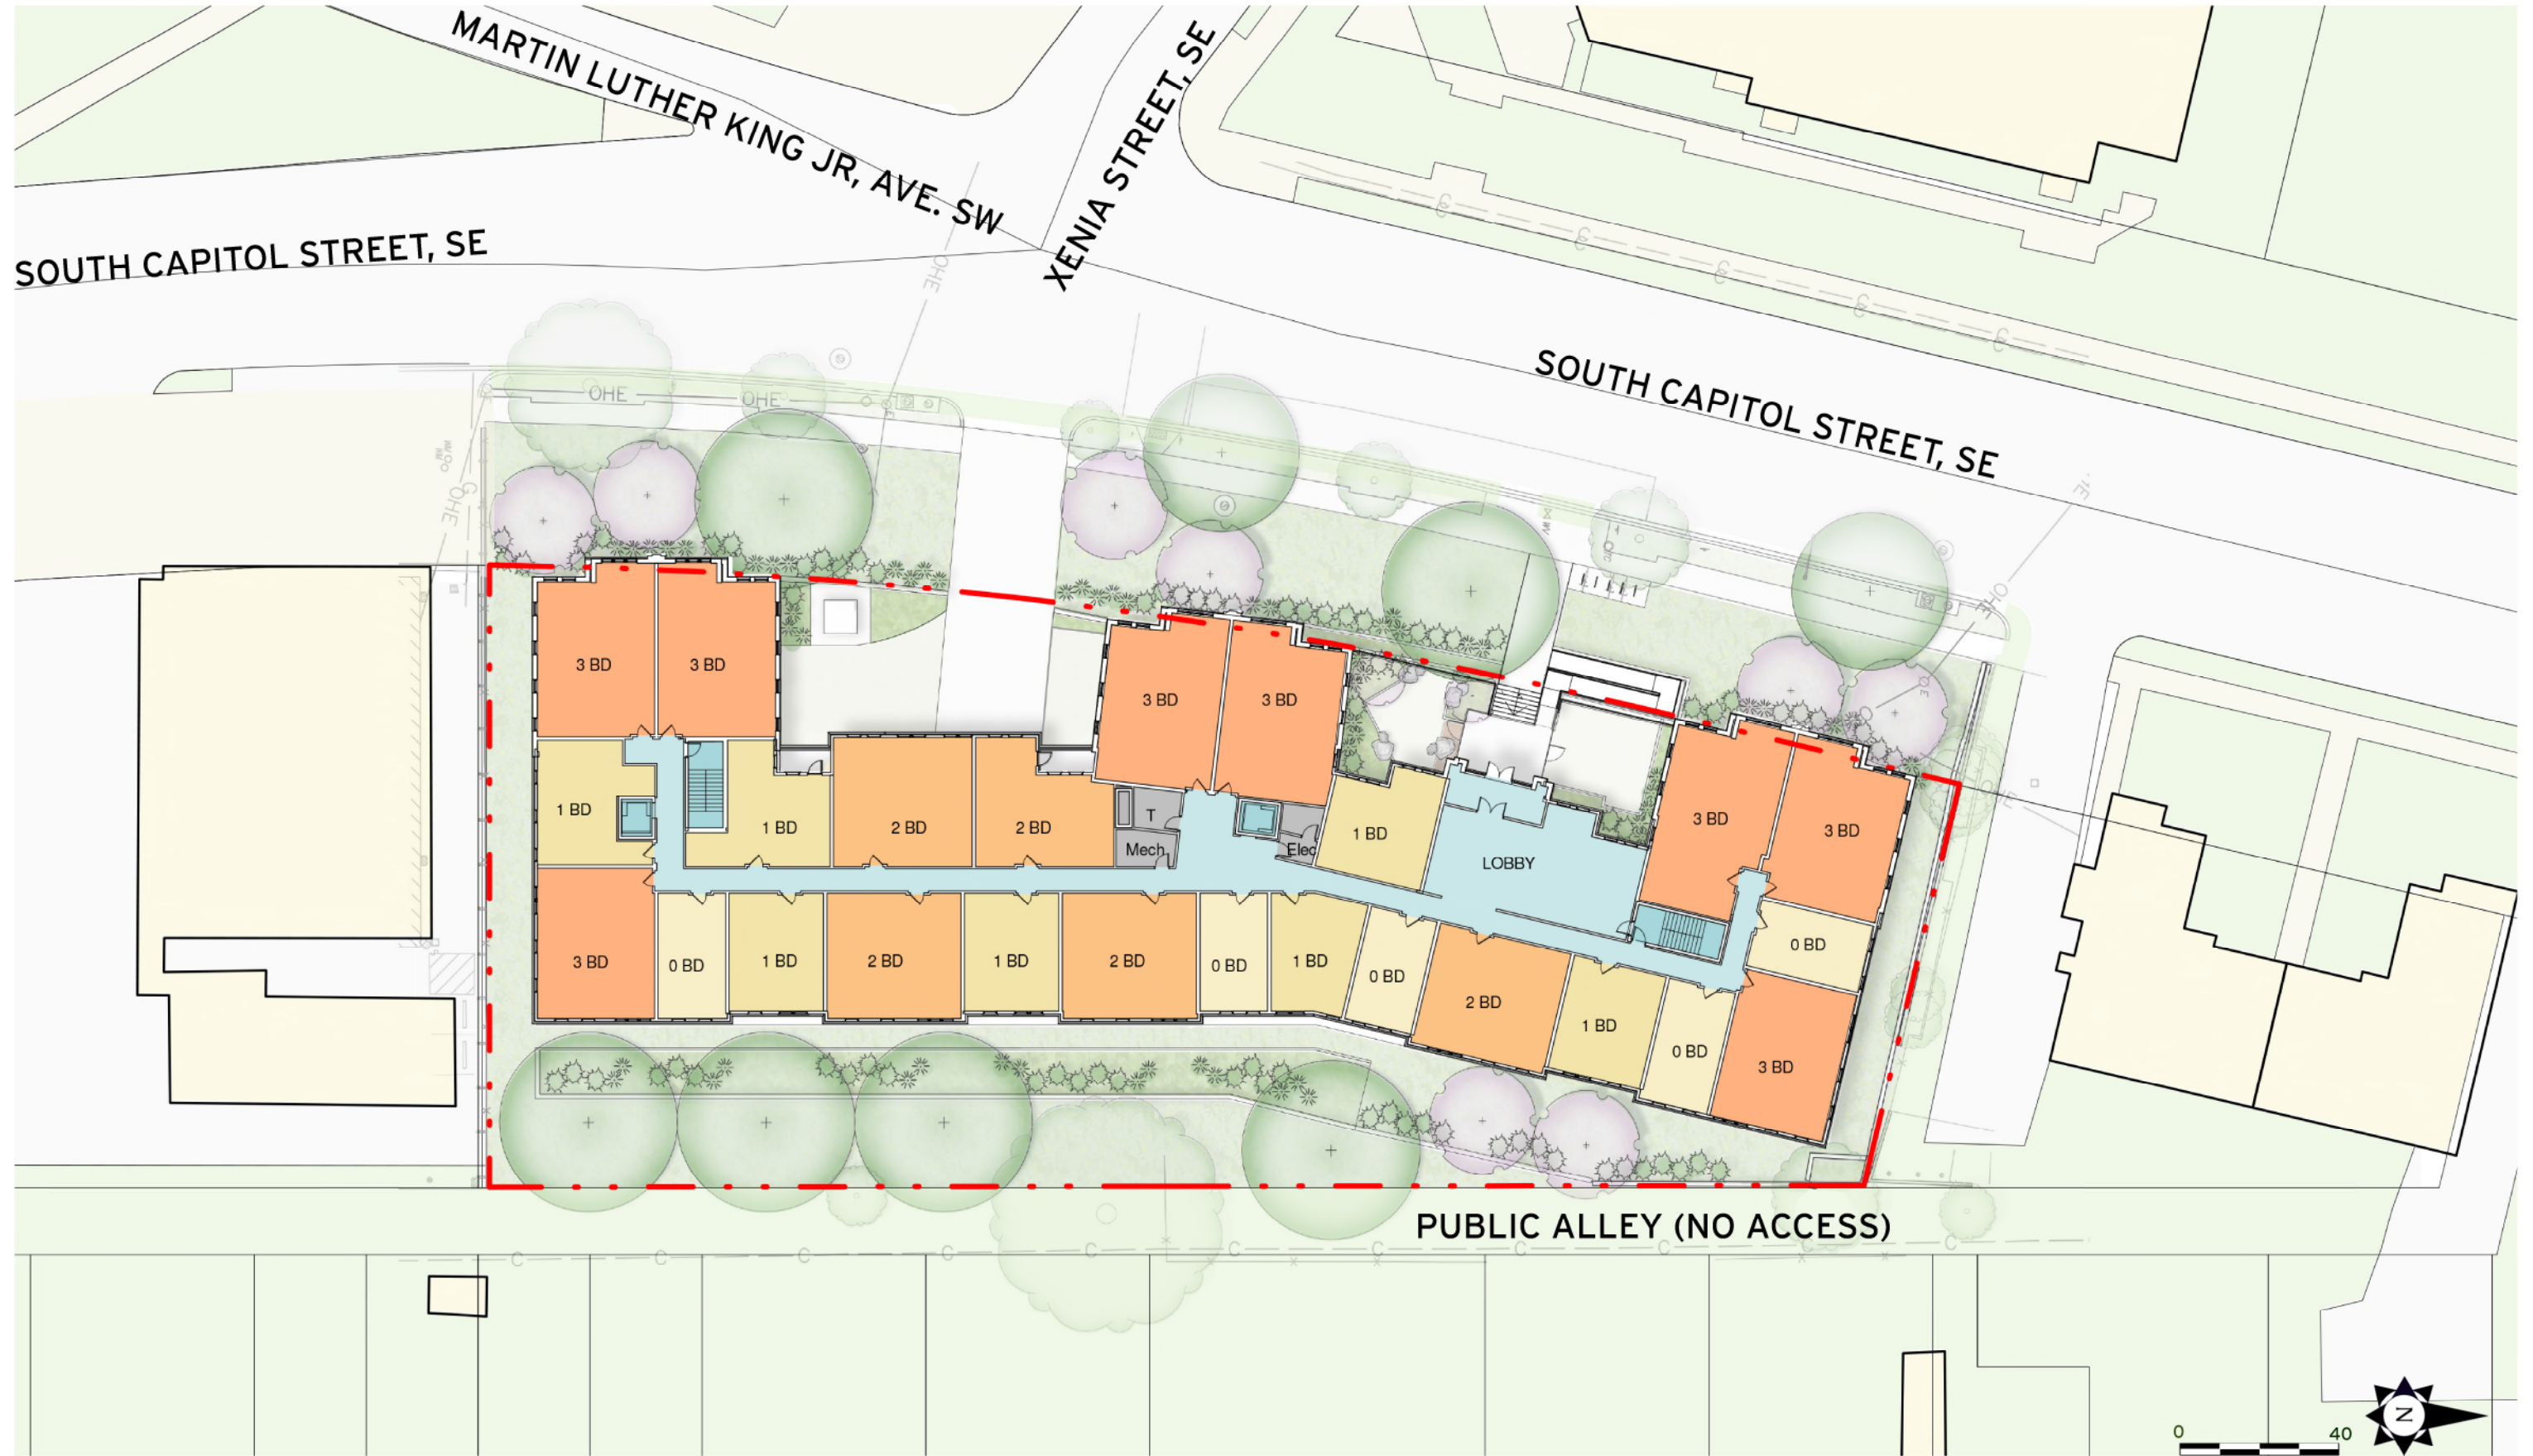 MARTIN LUTHER KING JR, AVE. SW
XENIA STREET, SE
SOUTH CAPITOL STREET, SE
SOUTH CAPITOL STREET, SE
OHE
OHE
OHE
OHE
OHE
OHE
3 BD
3 BD
3 BD
3 BD
3 BD
3 BD
1 BD
1 BD
2 BD
2 BD
T
Mech
Elec
1 BD
LOBBY
3 BD
0 BD
1 BD
2 BD
1 BD
2 BD
0 BD
1 BD
0 BD
2 BD
1 BD
0 BD
3 BD
0 BD
PUBLIC ALLEY (NO ACCESS)
C
C
C
C
C
C
C
C
C
0
40
N